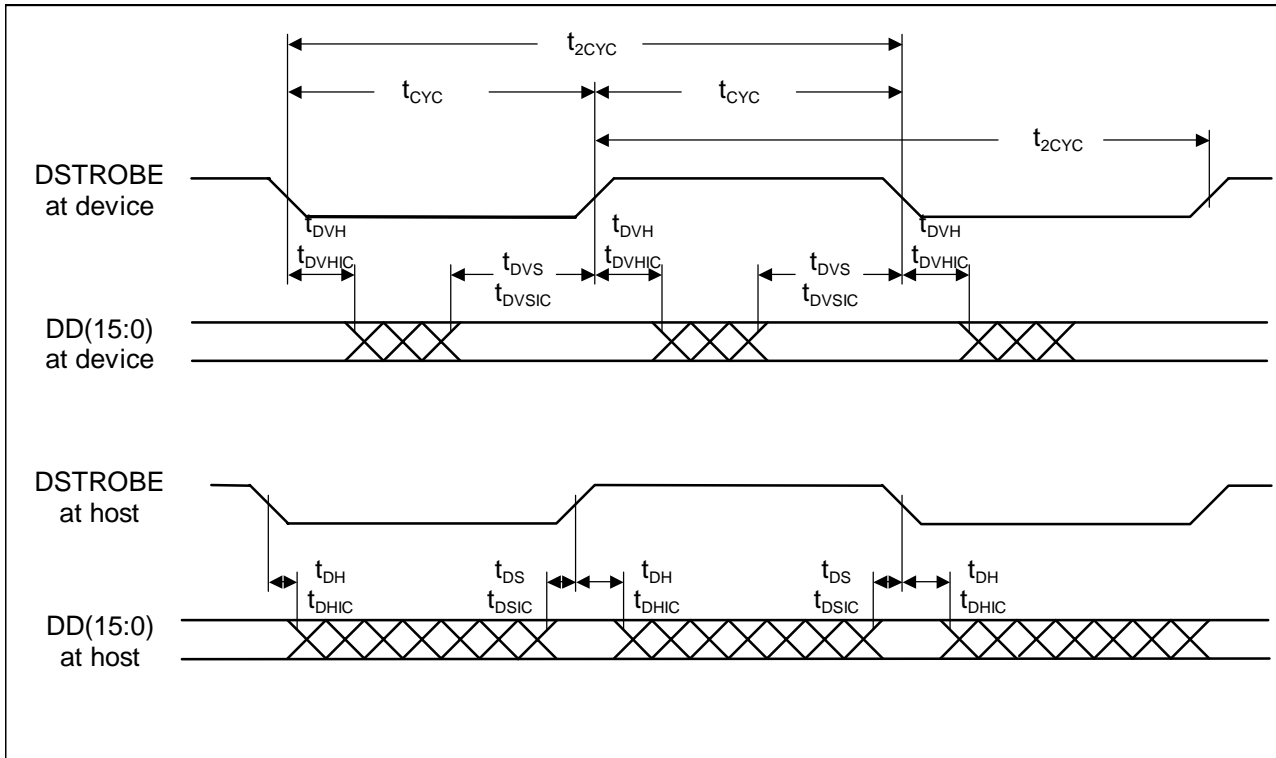 t2CYC
tCYC tCYC
t2CYC
DSTROBE
at device
tDVH tDVH tDVH
tDVHIC tDVS tDVHIC tDVS tDVHIC
tDVSIC tDVSIC
DD(15:0)
at device
DSTROBE
at host
tDH tDS tDH tDS tDH
tDHIC tDSIC tDHIC tDSIC tDHIC
DD(15:0)
at host